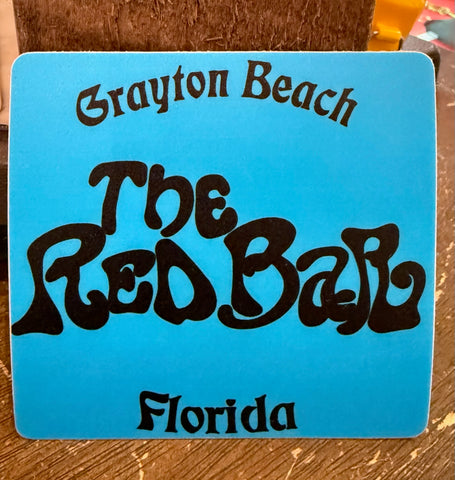 Grayton Beach
The
Red BaR
Florida